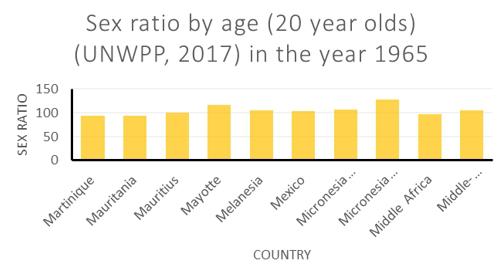 Sex ratio by age (20 year olds)
(UNWPP, 2017) in the year 1965
SEX RATIO
150
100
50
0
Martinique
Mauritania
Mauritius
Mayotte
Melanesia
Mexico
Micronesia...
Micronesia...
Middle Africa
Middle-...
COUNTRY